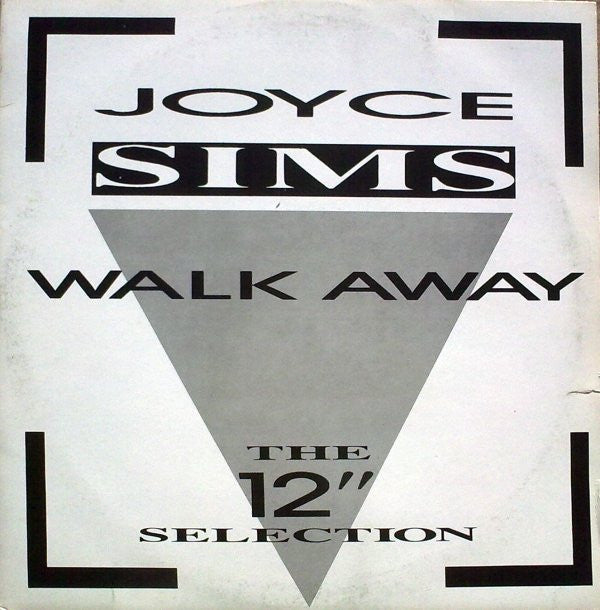 JOYCE
SIMS
WALK AWAY
THE
12"
SELECTION